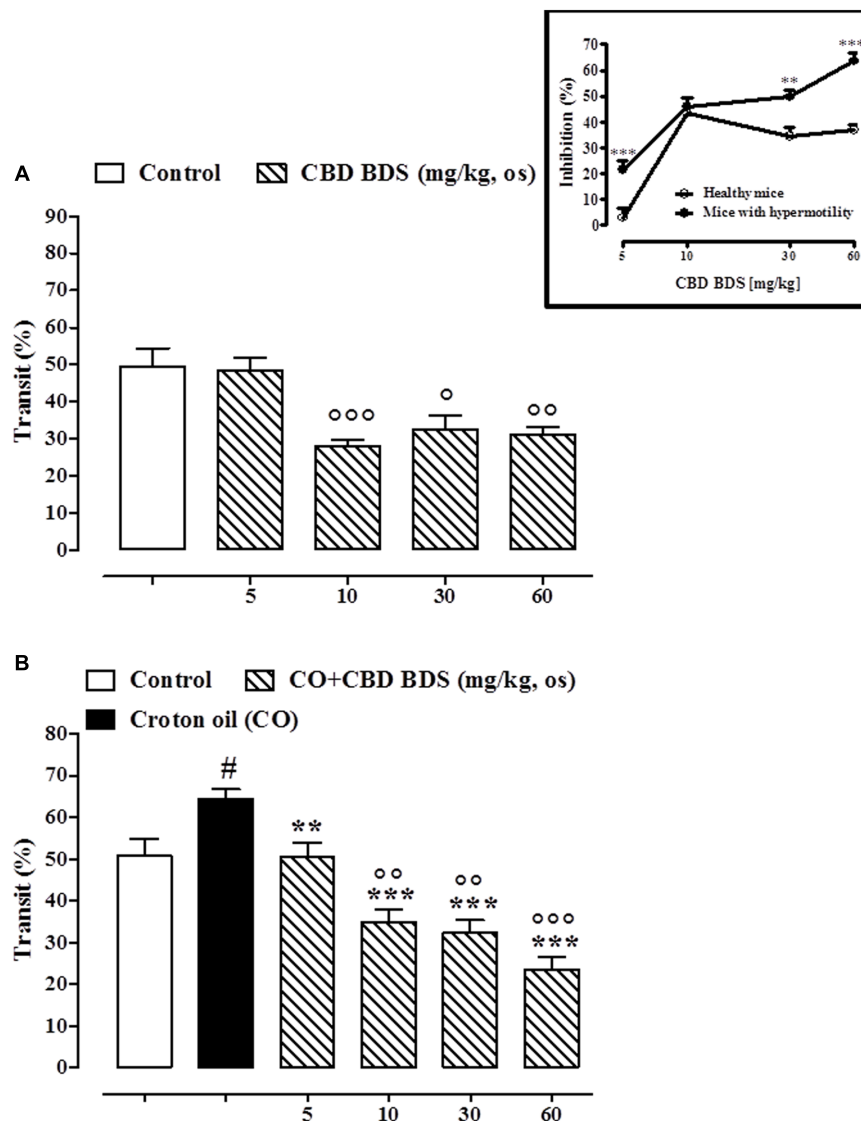 A
Control CBD BDS (mg/kg, os)
Transit (%)
90
80
70
60
50
40
30
20
10
0
°°°
°
°°
5 10 30 60
Inhibition (%)
70
60
50
40
30
20
10
0
***
**
***
Healthy mice
Mice with hypermotility
5 10 30 60
CBD BDS [mg/kg]
B
Control CO+CBD BDS (mg/kg, os)
Croton oil (CO)
Transit (%)
80
70
60
50
40
30
20
10
0
#
**
°°
***
°°
***
°°°
***
5 10 30 60